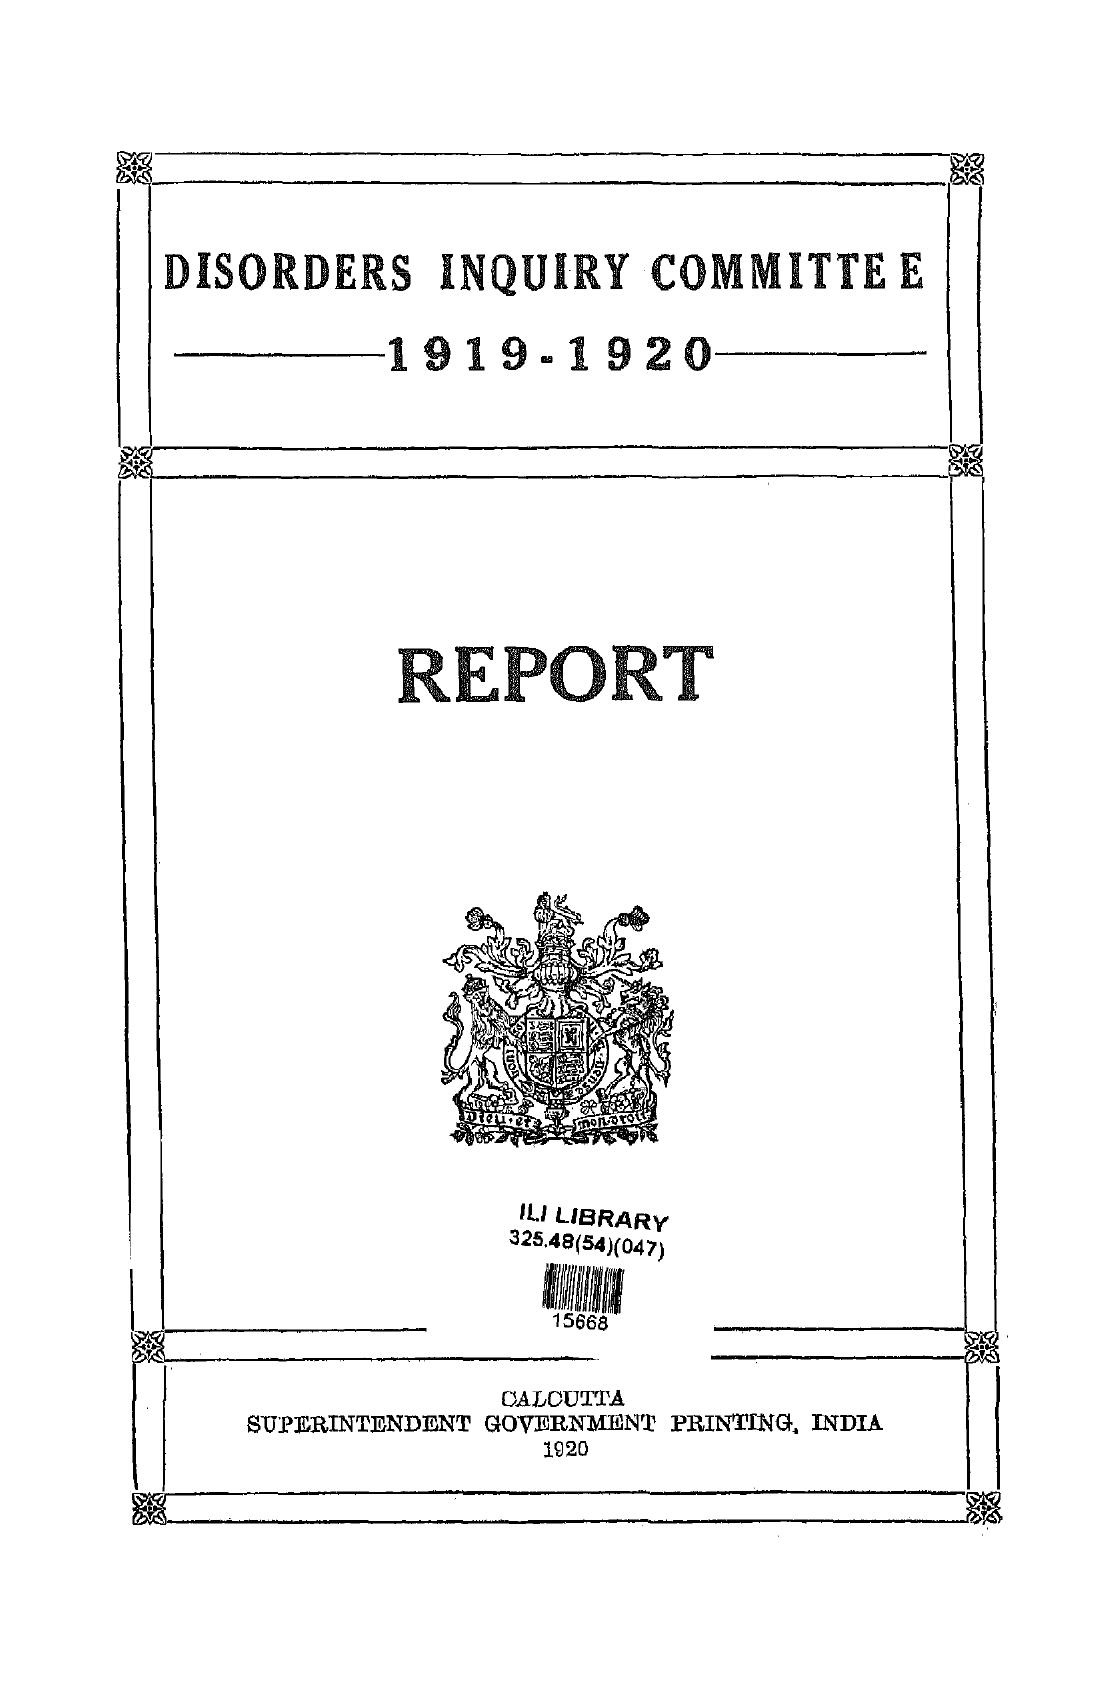 DISORDERS INQUIRY COMMITTEE
1919-1920
REPORT
Dieu·et mon·droit
ILI LIBRARY
325.48(54)(047)
15668
CALCUTTA
SUPERINTENDENT GOVERNMENT PRINTING, INDIA
1920